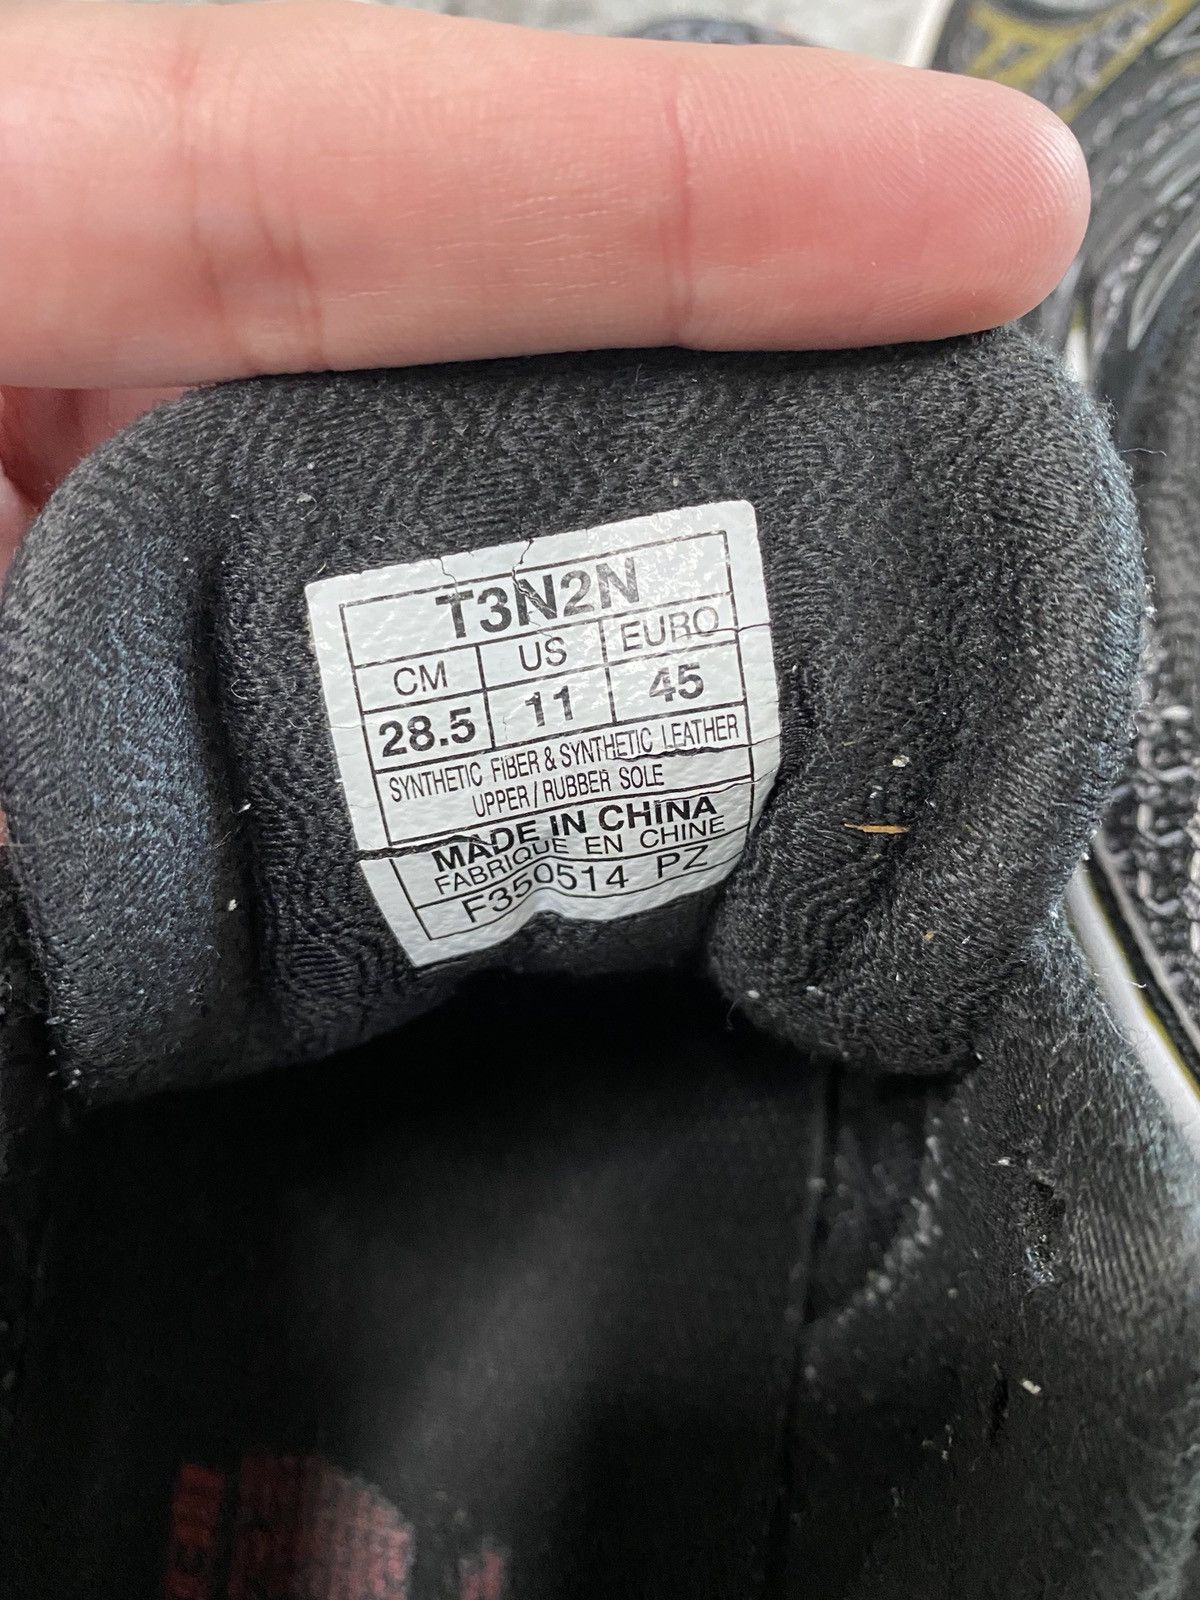 T3N2N
CM US EURO
28.5 11 45
SYNTHETIC FIBER & SYNTHETIC LEATHER
UPPER / RUBBER SOLE
MADE IN CHINA
FABRIQUE EN CHINE
F350514 PZ